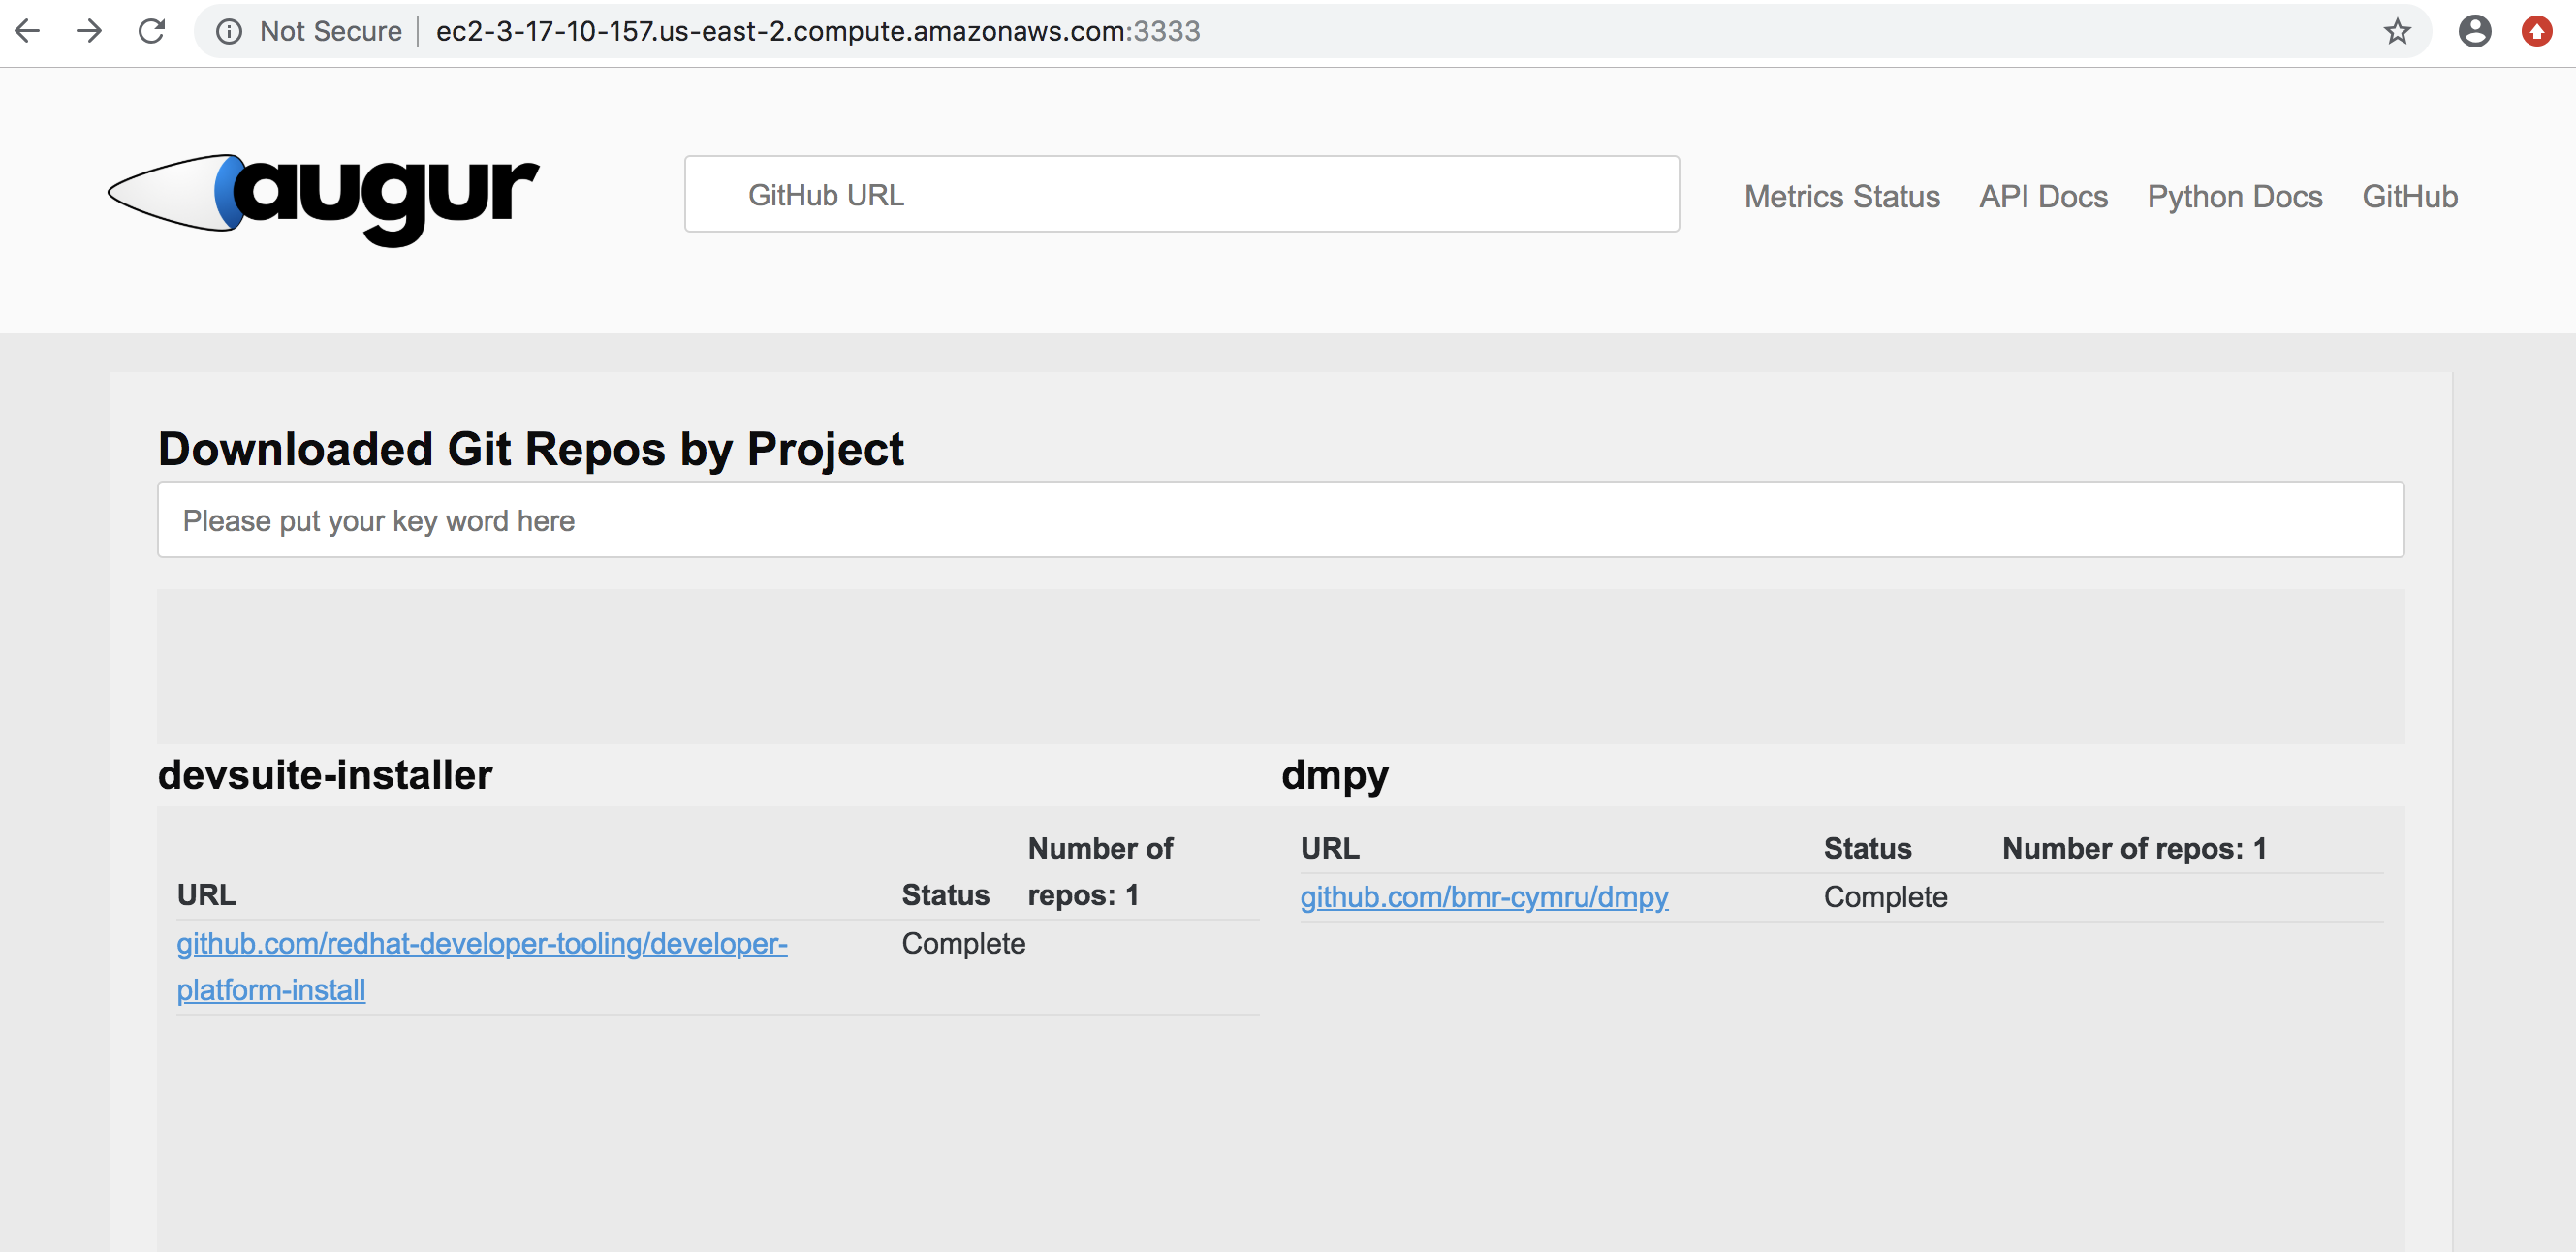 Not Secure ec2-3-17-10-157.us-east-2.compute.amazonaws.com:3333
augur
GitHub URL
Metrics Status API Docs Python Docs GitHub
Downloaded Git Repos by Project
Please put your key word here
devsuite-installer
URL Status Number of
repos: 1
github.com/redhat-developer-tooling/developer- Complete
platform-install
dmpy
URL Status Number of repos: 1
github.com/bmr-cymru/dmpy Complete